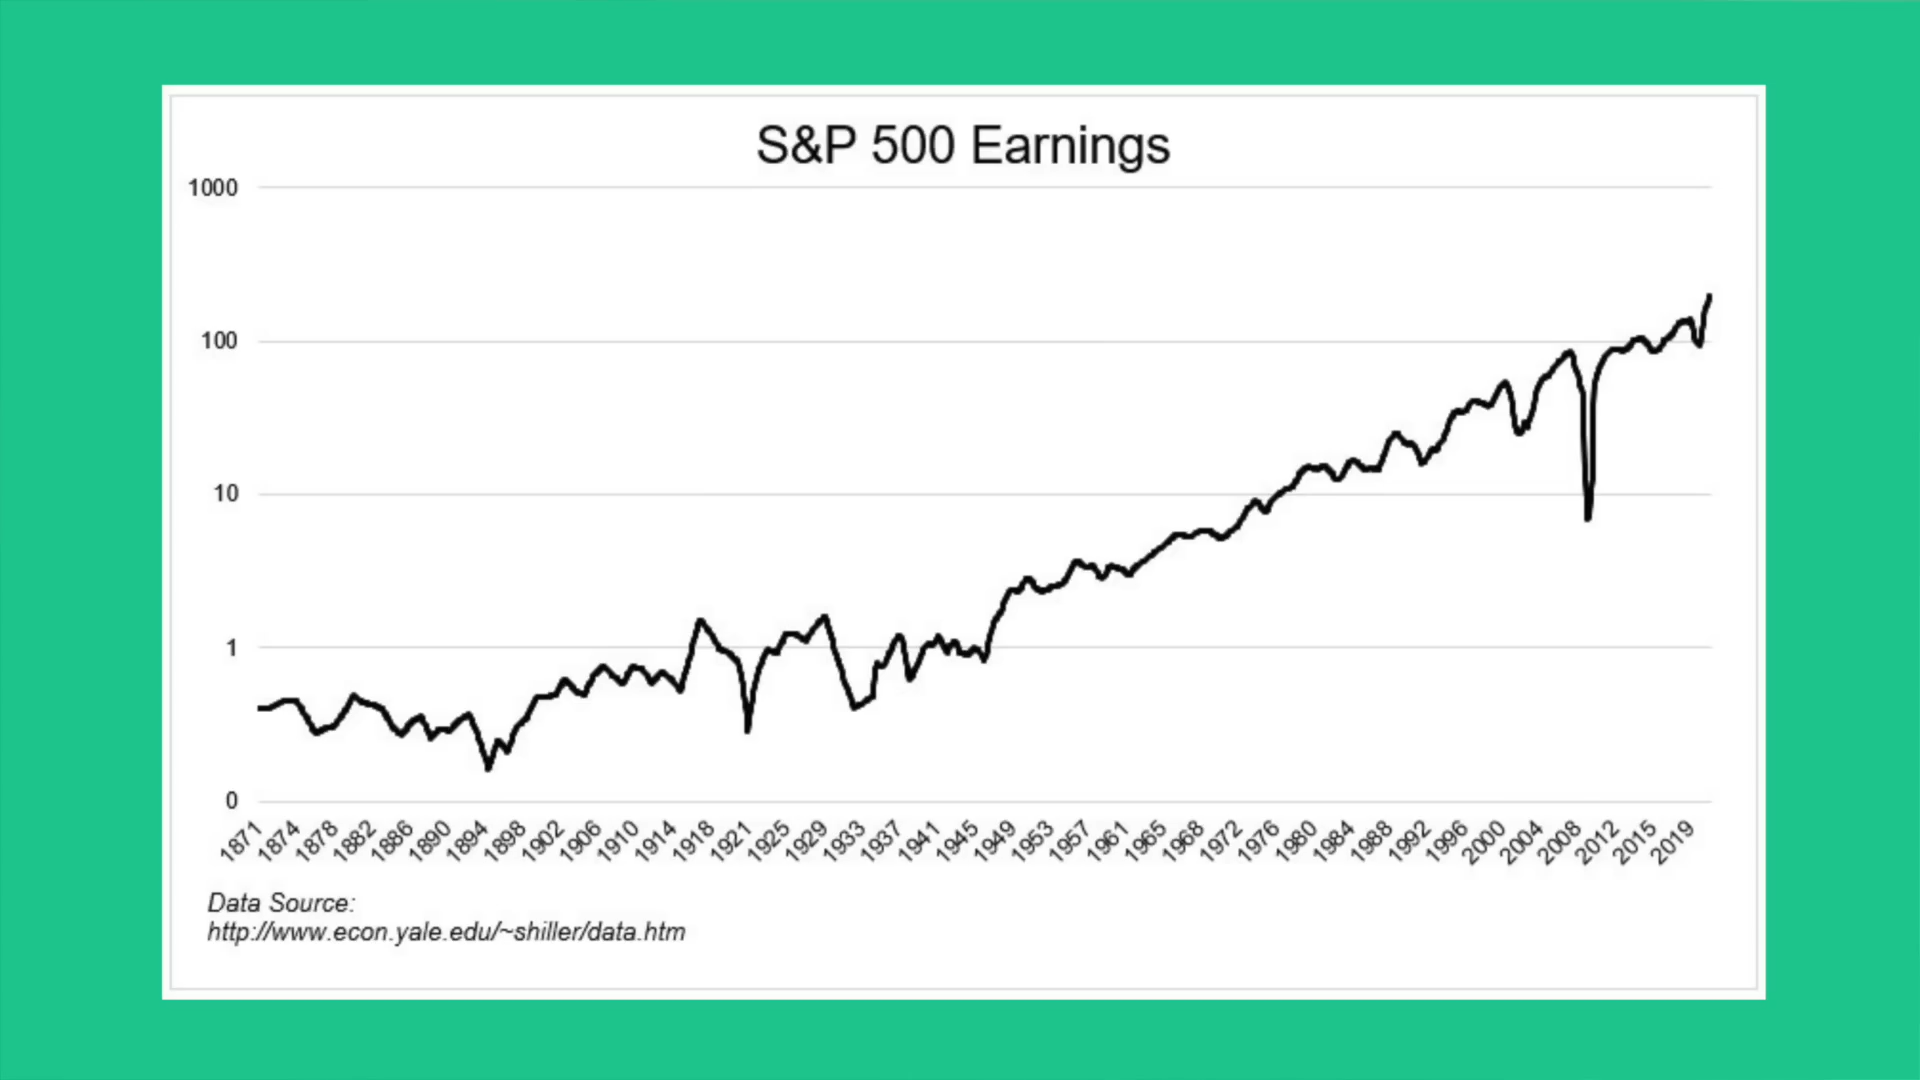 S&P 500 Earnings
1000
100
10
1
0
1871 1874 1878 1882 1886 1890 1894 1898 1902 1906 1910 1914 1918 1921 1925 1929 1933 1937 1941 1945 1949 1953 1957 1961 1965 1968 1972 1976 1980 1984 1988 1992 1996 2000 2004 2008 2012 2015 2019
Data Source:
http://www.econ.yale.edu/~shiller/data.htm